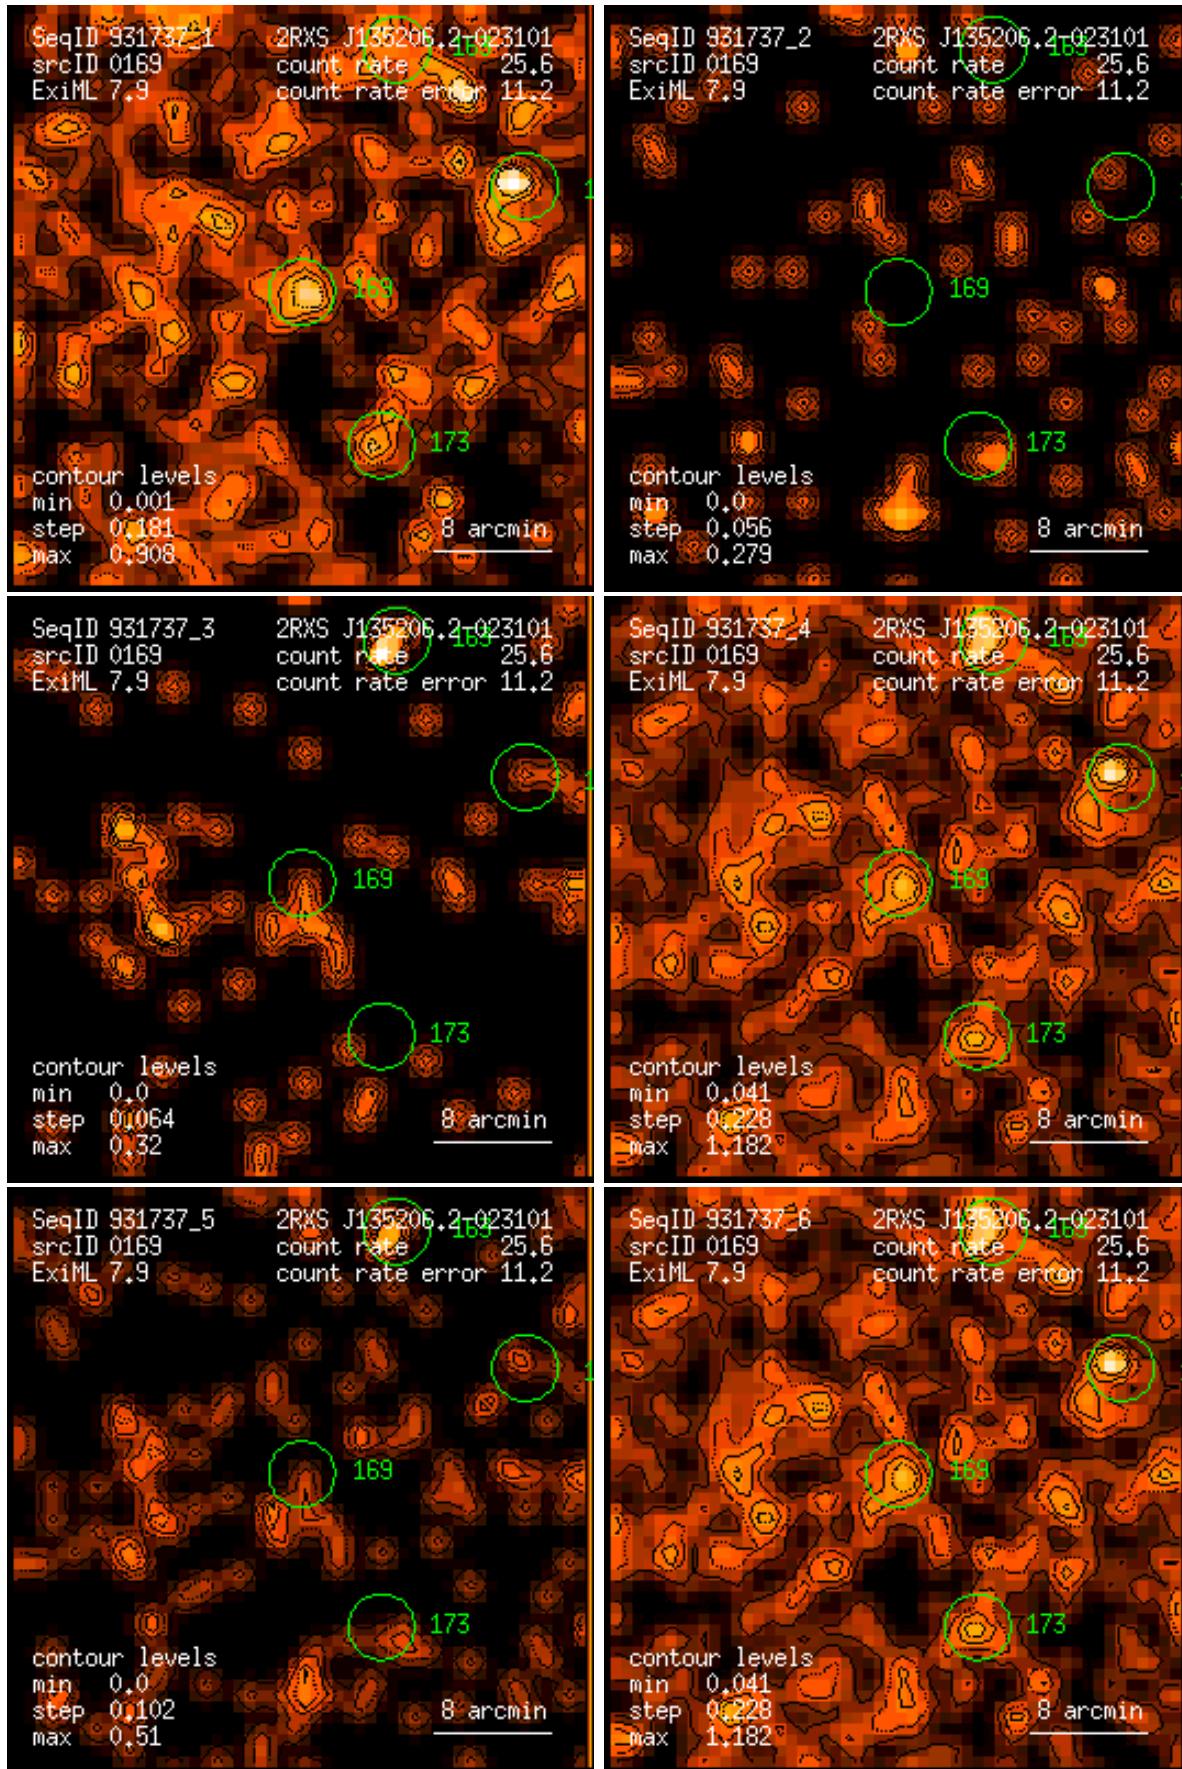 SeqID 931737_1 2RXS J135206.2-023101
srcID 0169 count rate 25.6
163
ExiML 7.9 count rate error 11.2
1
169
173
contour levels
min 0.001
step 0.181 8 arcmin
max 0.908
SeqID 931737_2 2RXS J135206.2-023101
srcID 0169 count rate 25.6
163
ExiML 7.9 count rate error 11.2
169
173
contour levels
min 0.0
step 0.056 8 arcmin
max 0.279
SeqID 931737_3 2RXS J135206.2-023101
srcID 0169 count rate 25.6
163
ExiML 7.9 count rate error 11.2
1
169
173
contour levels
min 0.0
step 0.064 8 arcmin
max 0.32
SeqID 931737_4 2RXS J135206.2-023101
srcID 0169 count rate 25.6
163
ExiML 7.9 count rate error 11.2
169
173
contour levels
min 0.041
step 0.228 8 arcmin
max 1.182
SeqID 931737_5 2RXS J135206.2-023101
srcID 0169 count rate 25.6
163
ExiML 7.9 count rate error 11.2
1
169
173
contour levels
min 0.0
step 0.102 8 arcmin
max 0.51
SeqID 931737_6 2RXS J135206.2-023101
srcID 0169 count rate 25.6
163
ExiML 7.9 count rate error 11.2
169
173
contour levels
min 0.041
step 0.228 8 arcmin
max 1.182